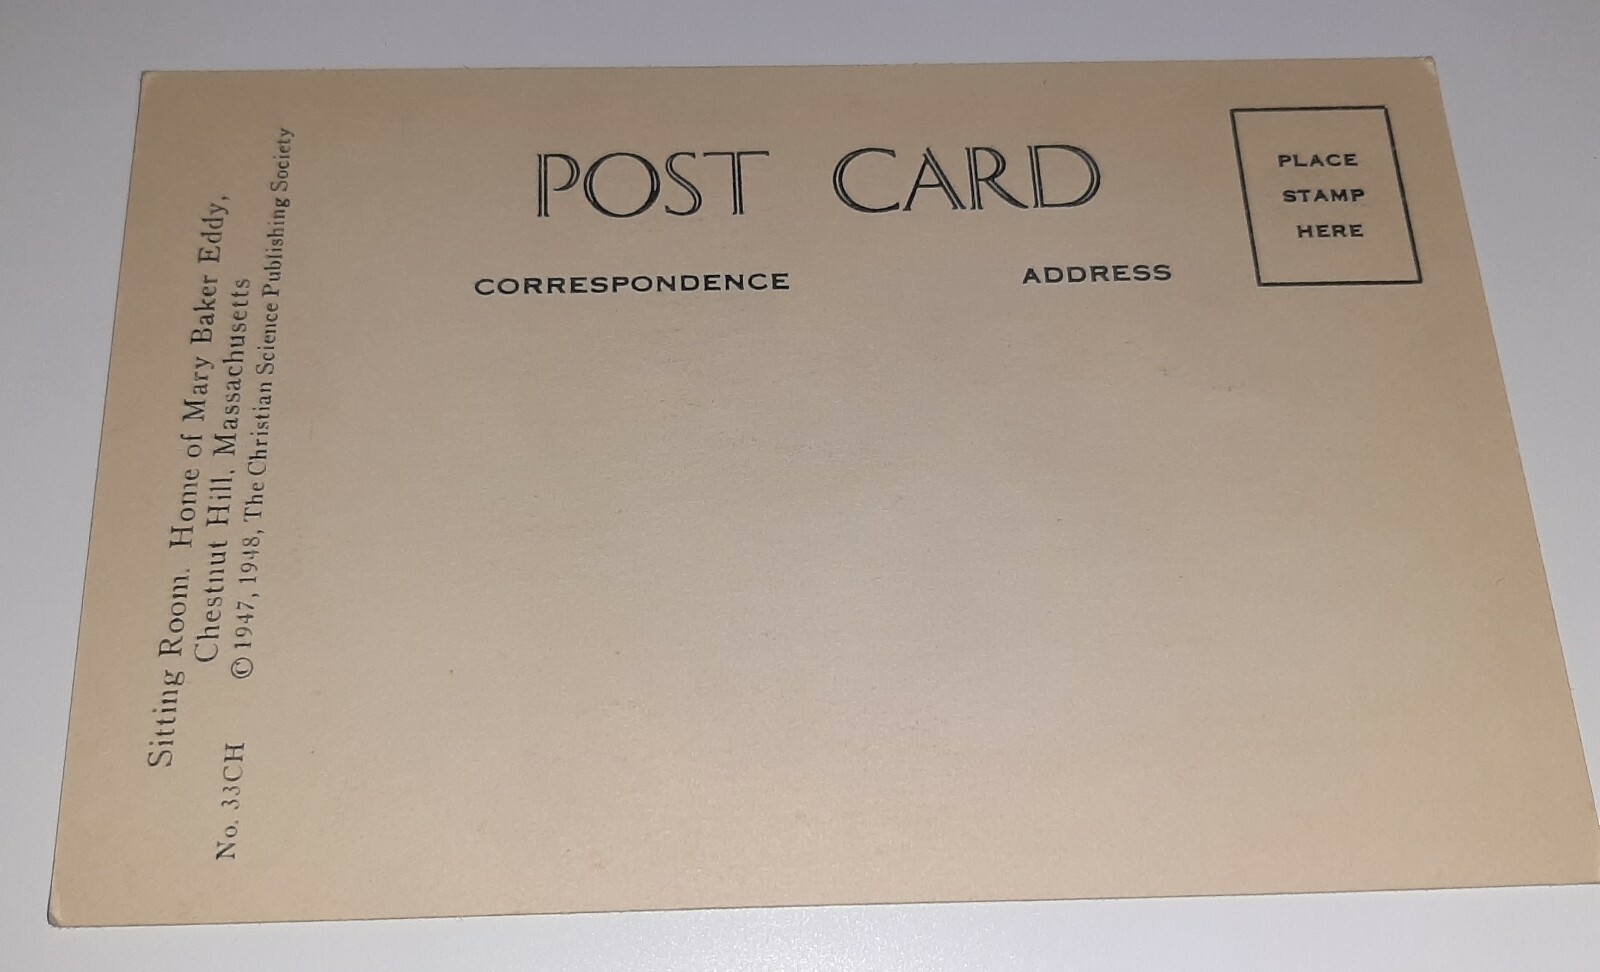 POST CARD
CORRESPONDENCE
ADDRESS
PLACE
STAMP
HERE
Sitting Room. Home of Mary Baker Eddy,
Chestnut Hill, Massachusetts
No. 33CH © 1947, 1948, The Christian Science Publishing Society